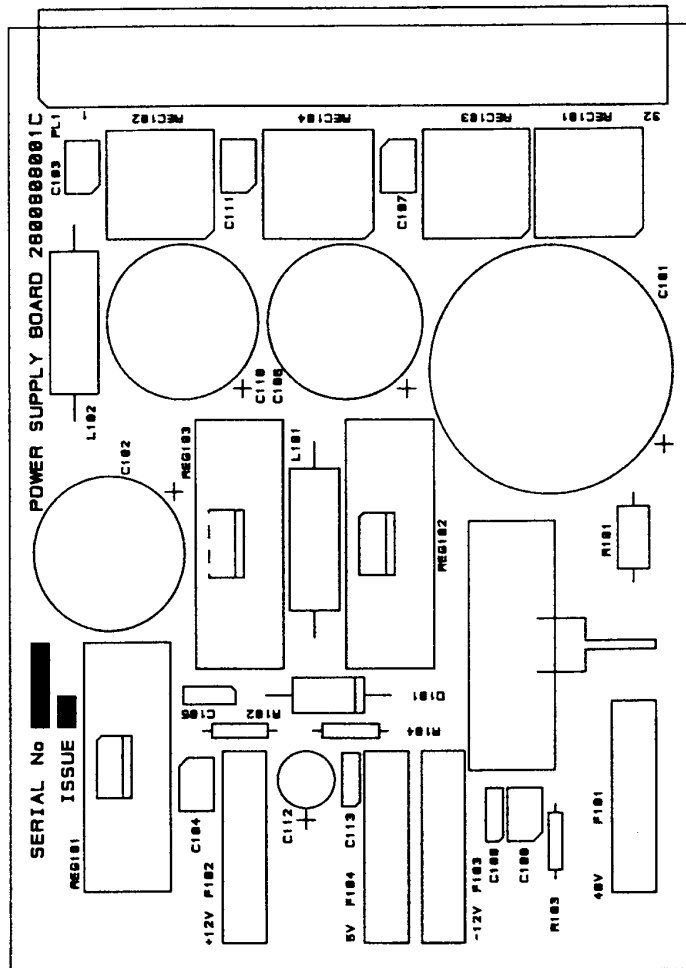 PL1
1
REC102
REC104
REC103
REC101
32
C103
C111
C107
POWER SUPPLY BOARD 2800808001C
C101
L102
C110
C106
C102
REG103
L101
REG102
R101
SERIAL No
ISSUE
C105
R102
D101
R104
REG101
C104
C112
C113
+12V F102
5V F104
-12V F103
C108
C109
R103
F101